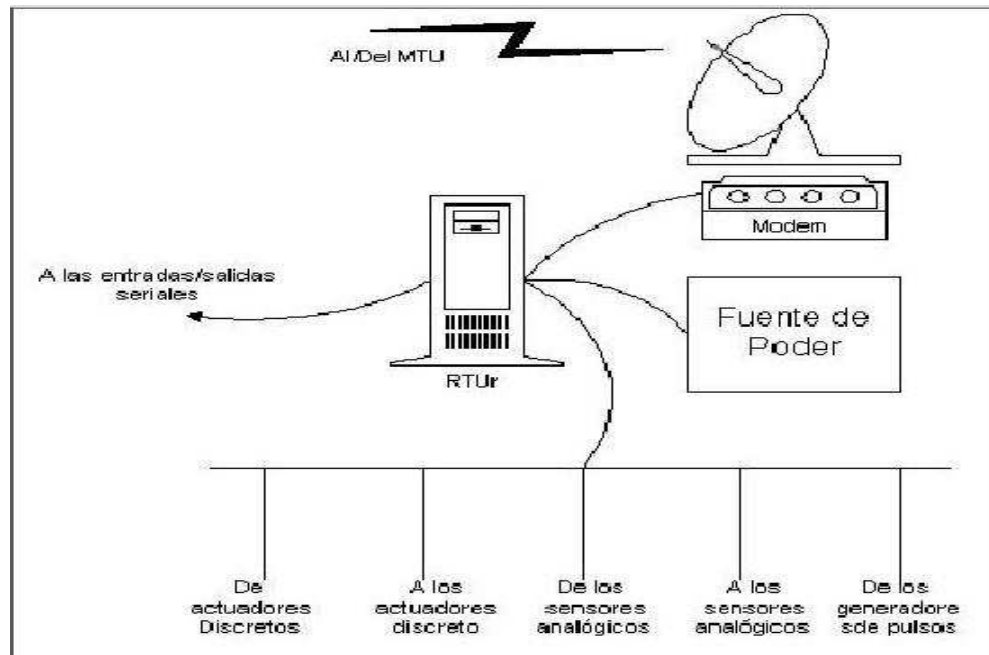 Al/Del MTU
Modem
A las entradas/salidas
seriales
Fuente de
Poder
RTUr
De
actuadores
Discretos
A los
actuadores
discreto
De los
sensores
analógicos
A los
sensores
analógicos
De los
generadore
sde pulsos